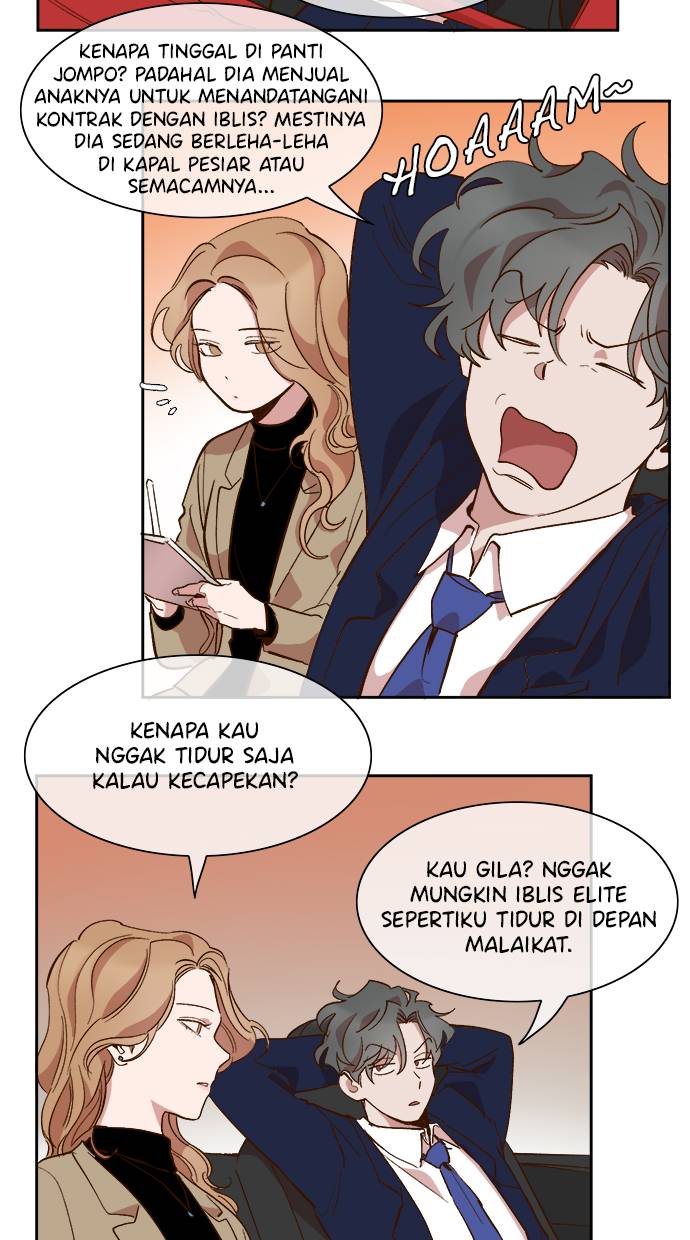 KENAPA TINGGAL DI PANTI
JOMPO? PADAHAL DIA MENJUAL
ANAKNYA UNTUK MENANDATANGANI
KONTRAK DENGAN IBLIS? MESTINYA
DIA SEDANG BERLEHA-LEHA
DI KAPAL PESIAR ATAU
SEMACAMNYA...
HOAAAAM~
KENAPA KAU
NGGAK TIDUR SAJA
KALAU KECAPEKAN?
KAU GILA? NGGAK
MUNGKIN IBLIS ELITE
SEPERTIKU TIDUR DI DEPAN
MALAIKAT.